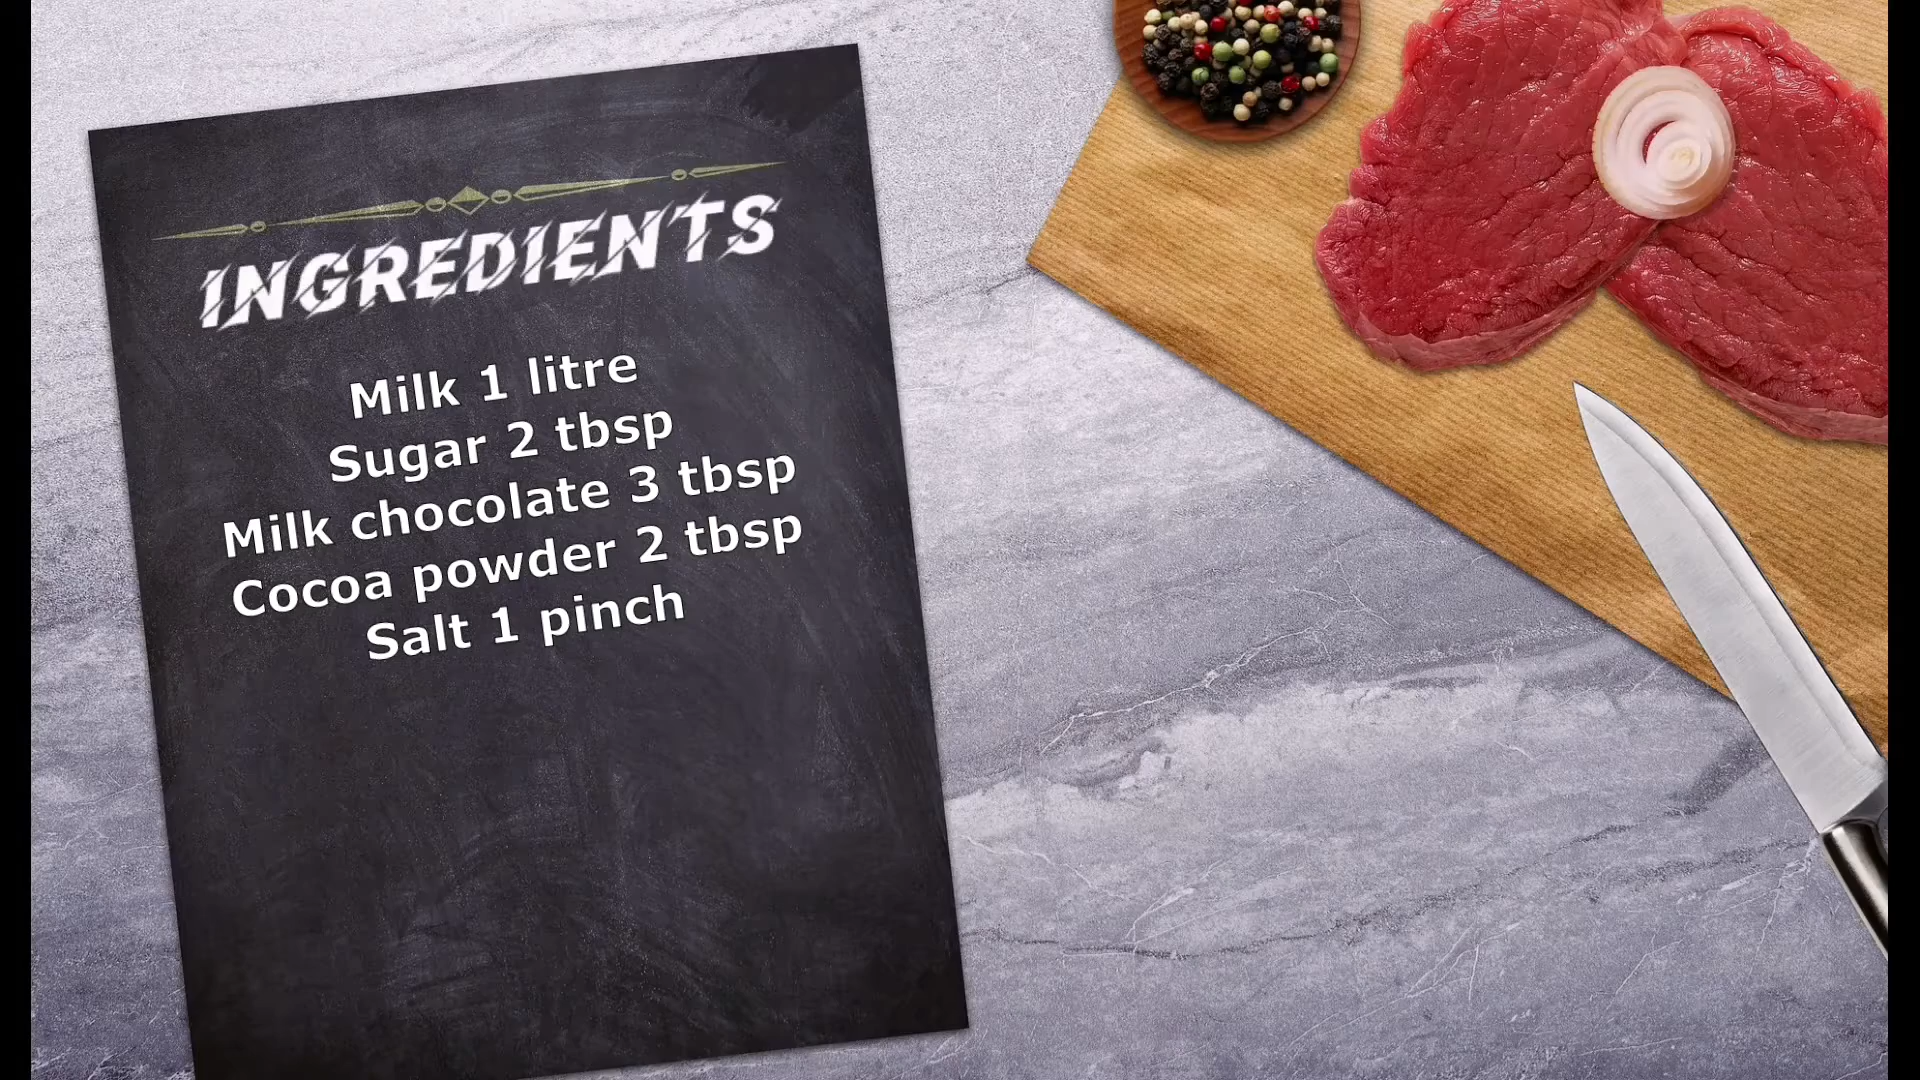 INGREDIENTS
Milk 1 litre
Sugar 2 tbsp
Milk chocolate 3 tbsp
Cocoa powder 2 tbsp
Salt 1 pinch